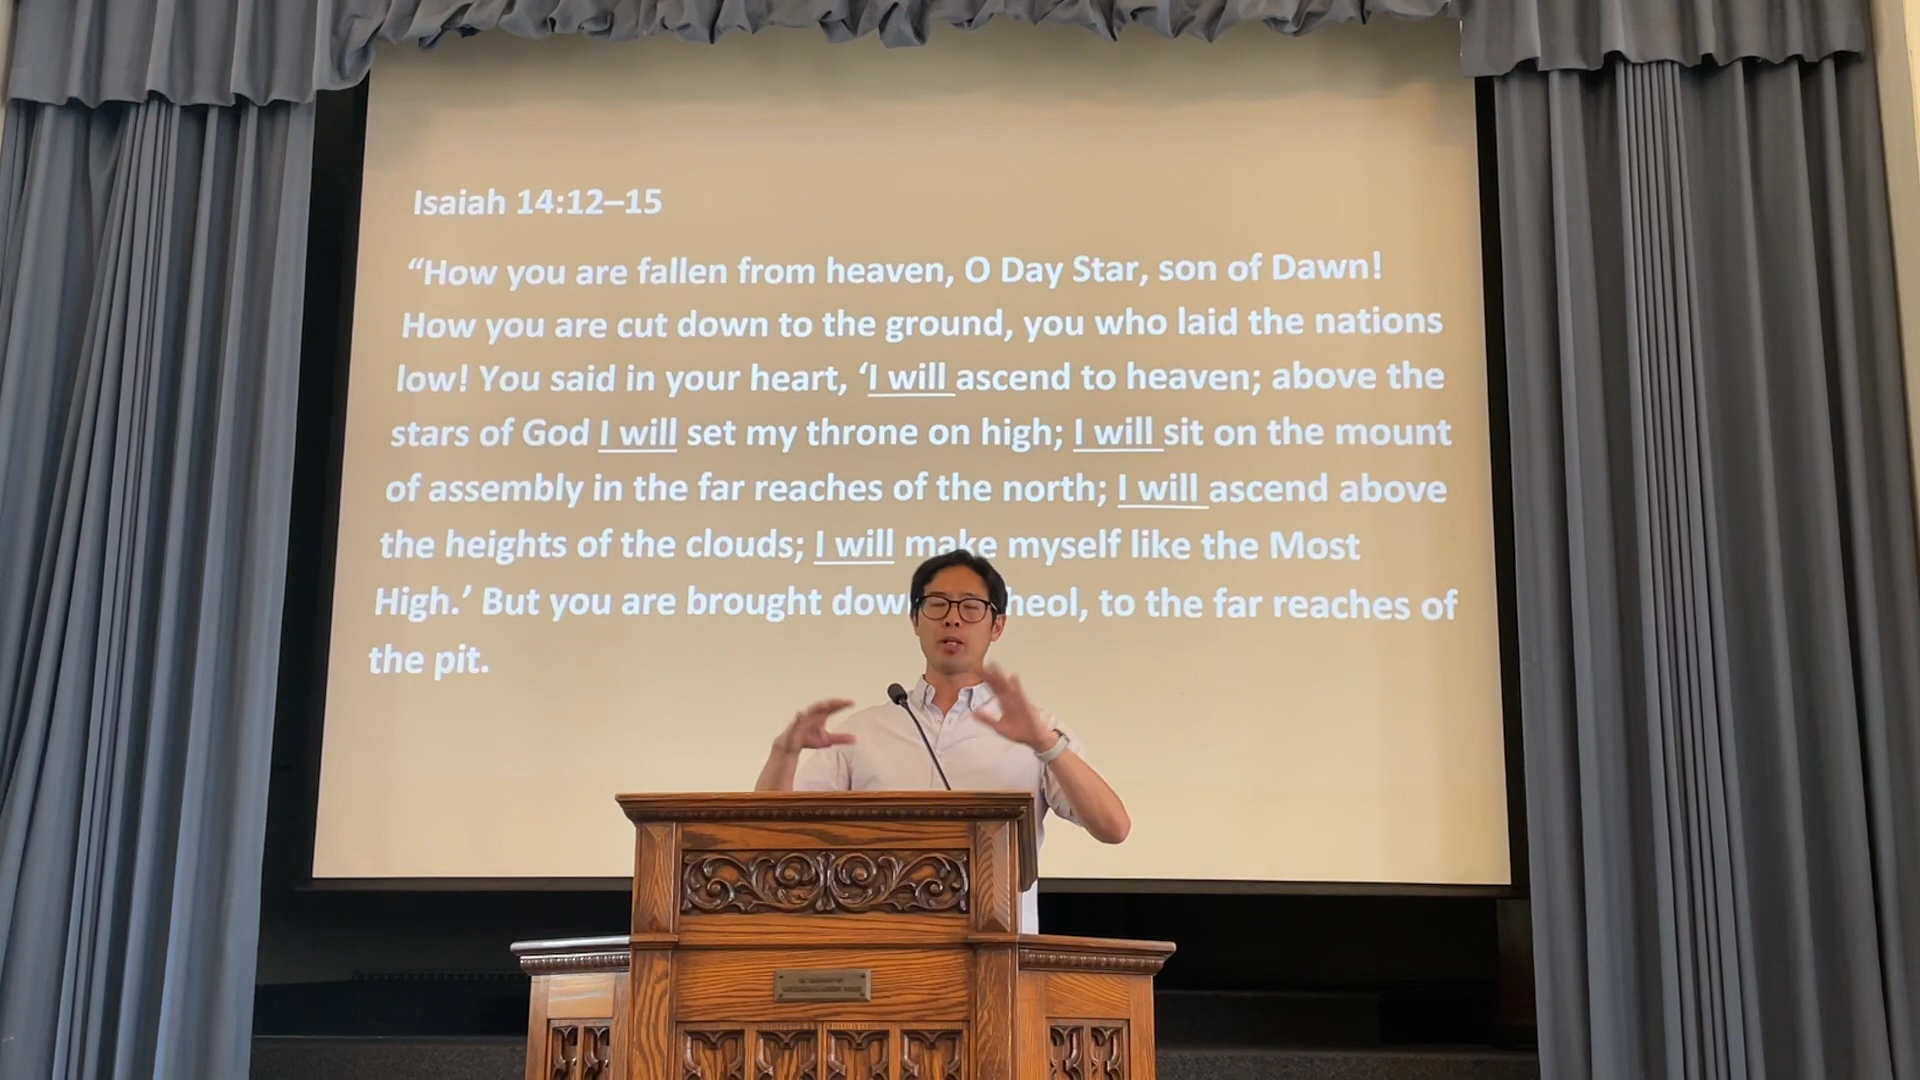 Isaiah 14:12–15
“How you are fallen from heaven, O Day Star, son of Dawn!
How you are cut down to the ground, you who laid the nations
low! You said in your heart, ‘I will ascend to heaven; above the
stars of God I will set my throne on high; I will sit on the mount
of assembly in the far reaches of the north; I will ascend above
the heights of the clouds; I will make myself like the Most
High.’ But you are brought dow heol, to the far reaches of
the pit.